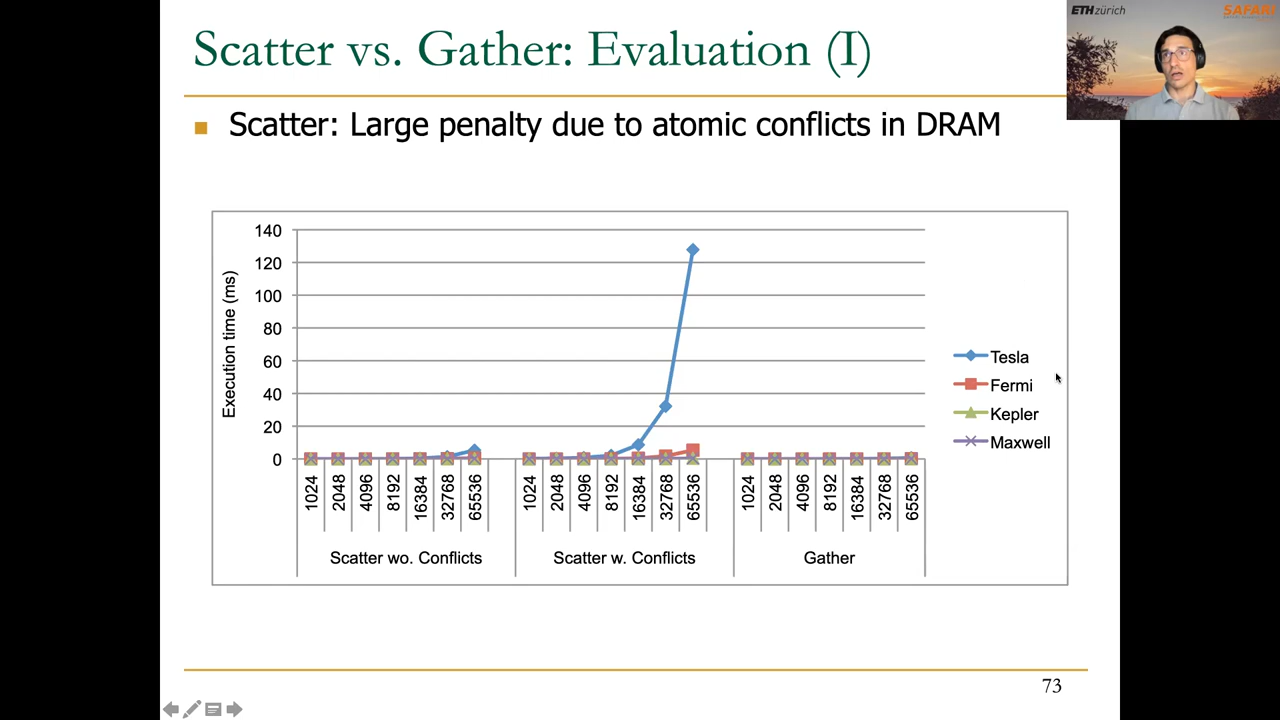 Scatter vs. Gather: Evaluation (I)
ETH zürich
SAFARI
Scatter: Large penalty due to atomic conflicts in DRAM
Execution time (ms)
140
120
100
80
60
40
20
0
1024 2048 4096 8192 16384 32768 65536
Scatter wo. Conflicts
1024 2048 4096 8192 16384 32768 65536
Scatter w. Conflicts
1024 2048 4096 8192 16384 32768 65536
Gather
Tesla
Fermi
Kepler
Maxwell
73